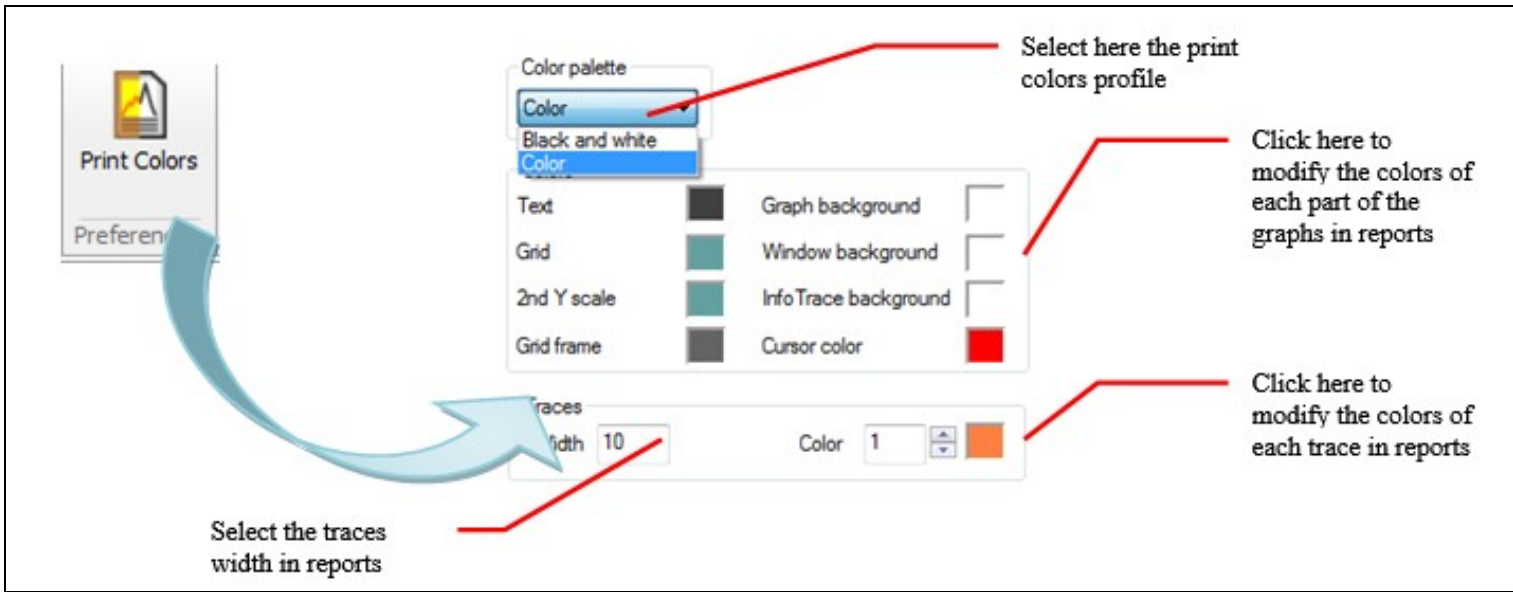 Print Colors
Preferen
Color palette
Color
Black and white
Color
Text
Grid
2nd Y scale
Grid frame
Graph background
Window background
InfoTrace background
Cursor color
Traces
Width 10
Color 1
Select here the print
colors profile
Click here to
modify the colors of
each part of the
graphs in reports
Click here to
modify the colors of
each trace in reports
Select the traces
width in reports